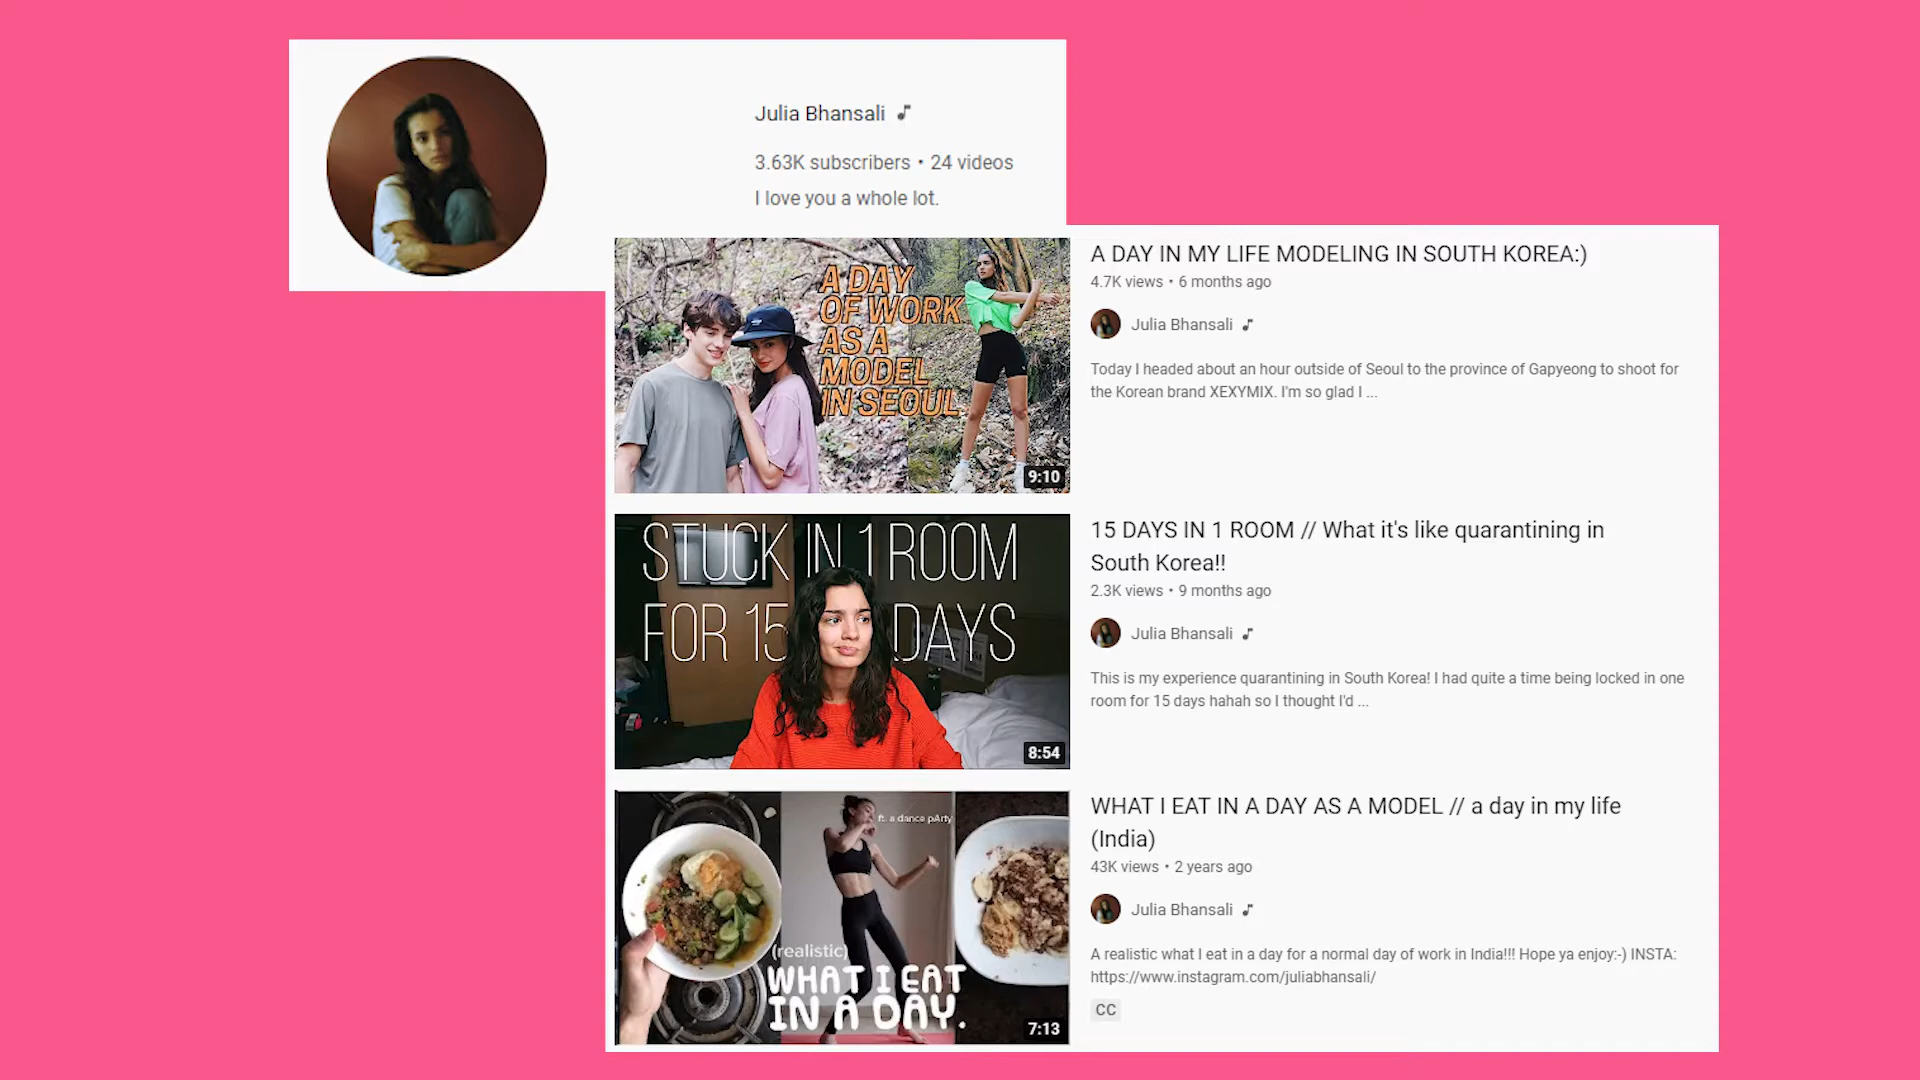 Julia Bhansali
3.63K subscribers • 24 videos
I love you a whole lot.
A DAY
OF WORK
AS A
MODEL
IN SEOUL
9:10
A DAY IN MY LIFE MODELING IN SOUTH KOREA:)
4.7K views • 6 months ago
Julia Bhansali
Today I headed about an hour outside of Seoul to the province of Gapyeong to shoot for
the Korean brand XEXYMIX. I'm so glad I ...
STUCK IN 1 ROOM
FOR 15 DAYS
8:54
15 DAYS IN 1 ROOM // What it's like quarantining in
South Korea!!
2.3K views • 9 months ago
Julia Bhansali
This is my experience quarantining in South Korea! I had quite a time being locked in one
room for 15 days hahah so I thought I'd ...
ft. a dance pArty
(realistic)
WHAT I EAT
IN A DAY.
7:13
WHAT I EAT IN A DAY AS A MODEL // a day in my life
(India)
43K views • 2 years ago
Julia Bhansali
A realistic what I eat in a day for a normal day of work in India!!! Hope ya enjoy:-) INSTA:
https://www.instagram.com/juliabhansali/
CC